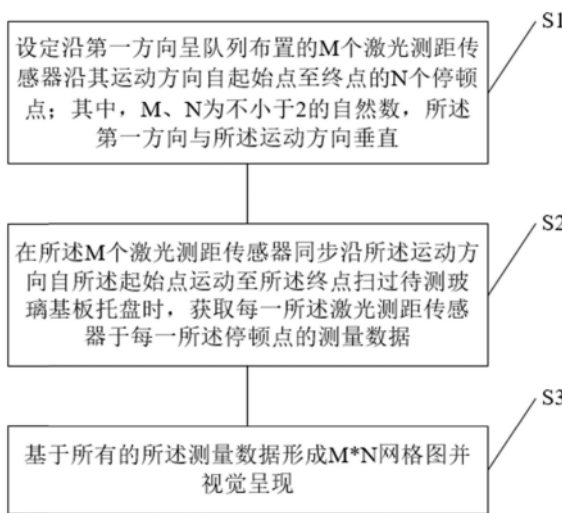 S1
设定沿第一方向呈队列布置的M个激光测距传
感器沿其运动方向自起始点至终点的N个停顿
点；其中，M、N为不小于2的自然数，所述
第一方向与所述运动方向垂直
S2
在所述M个激光测距传感器同步沿所述运动方
向自所述起始点运动至所述终点扫过待测玻
璃基板托盘时，获取每一所述激光测距传感
器于每一所述停顿点的测量数据
S3
基于所有的所述测量数据形成M*N网格图并
视觉呈现